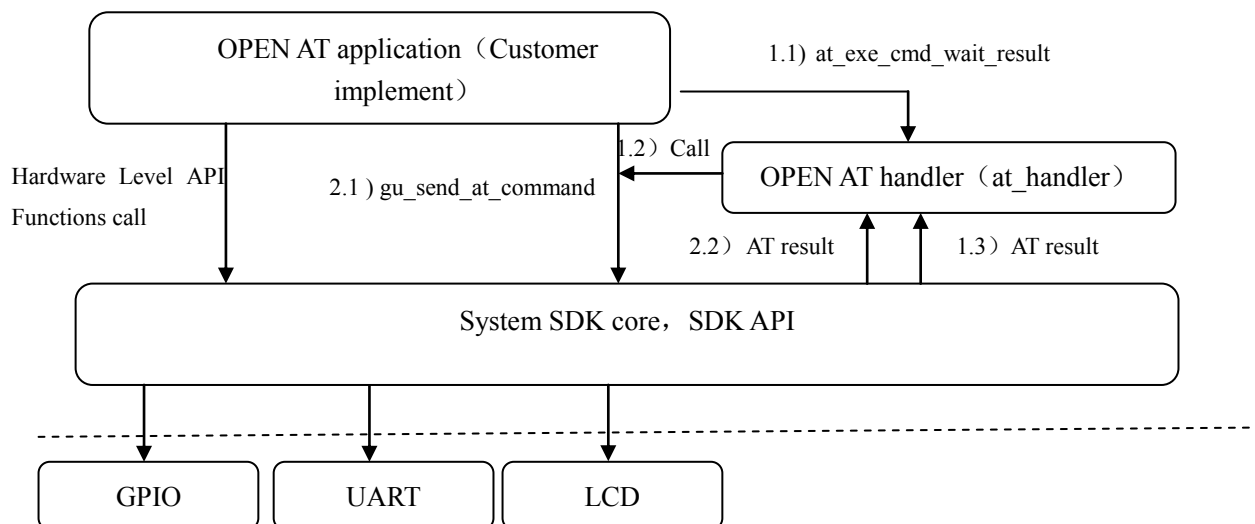 OPEN AT application（Customer
implement）
1.1) at_exe_cmd_wait_result
1.2）Call
OPEN AT handler（at_handler）
Hardware Level API
Functions call
2.1 ) gu_send_at_command
2.2） AT result
1.3） AT result
System SDK core，SDK API
GPIO
UART
LCD